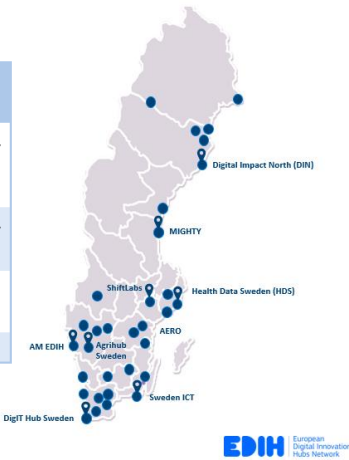 Digital Impact North (DIN)
MIGHTY
ShiftLabs
Health Data Sweden (HDS)
AERO
AM EDIH
Agrihub
Sweden
Sweden ICT
DigIT Hub Sweden
EDIH
European
Digital Innovation
Hubs Network